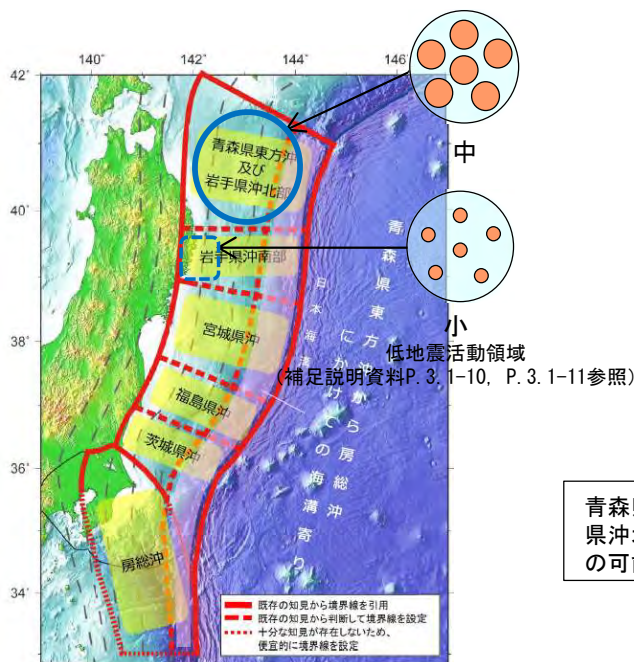 140˚
142˚
144˚
146˚
42˚
40˚
38˚
36˚
34˚
青森県東方沖
及び
岩手県沖北部
岩手県沖南部
宮城県沖
福島県沖
茨城県沖
房総沖
日本海溝
青森県東方沖から房総沖
にかけての海溝寄り
中
小
低地震活動領域
(補足説明資料P.3.1-10, P.3.1-11参照)
既存の知見から境界線を引用
既存の知見から判断して境界線を設定
十分な知見が存在しないため、
便宜的に境界線を設定
青森県
県沖
の可